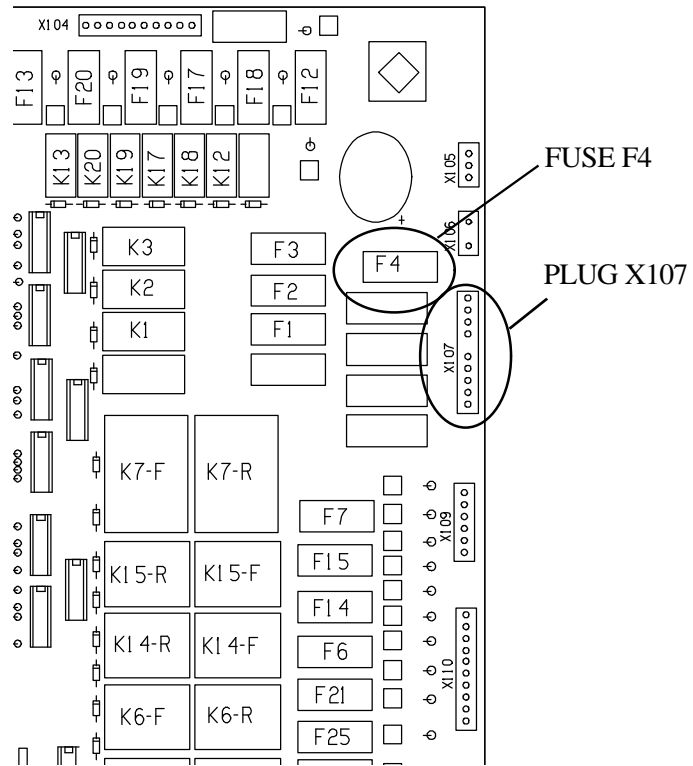 X104
F13 F20 F19 F17 F18 F12
K13 K20 K19 K17 K18 K12
X105
FUSE F4
X106
K3 F3
F4
K2 F2
PLUG X107
K1 F1
X107
K7-F K7-R
F7
X109
K15-R K15-F F15
F14
K14-R K14-F F6
X110
F21
K6-F K6-R
F25